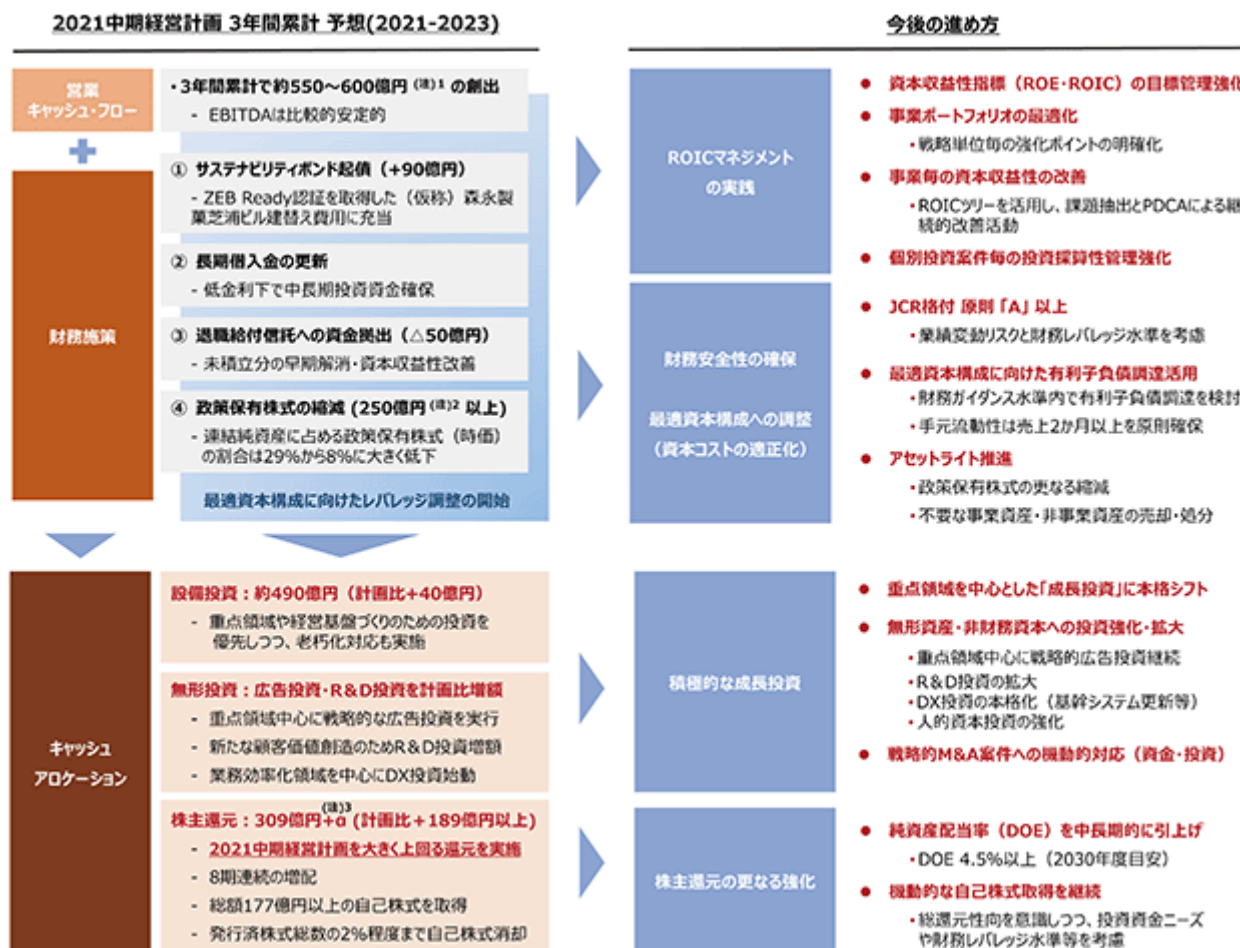 2021中期経営計画 3年間累計 予想(2021-2023)
営業
キャッシュ・フロー
・3年間累計で約550～600億円 (注)1 の創出
- EBITDAは比較的安定的
財務施策
① サステナビリティボンド起債（+90億円）
- ZEB Ready認証を取得した（仮称）森永製
菓芝浦ビル建替え費用に充当
② 長期借入金の更新
- 低金利下で中長期投資資金確保
③ 退職給付信託への資金拠出（△50億円）
- 未積立分の早期解消・資本収益性改善
④ 政策保有株式の縮減 (250億円 (注)2 以上)
- 連結純資産に占める政策保有株式（時価）
の割合は29%から8%に大きく低下
最適資本構成に向けたレバレッジ調整の開始
キャッシュ
アロケーション
設備投資：約490億円（計画比+40億円）
- 重点領域や経営基盤づくりのための投資を
優先しつつ、老朽化対応も実施
無形投資：広告投資・R&D投資を計画比増額
- 重点領域中心に戦略的な広告投資を実行
- 新たな顧客価値創造のためR&D投資増額
- 業務効率化領域を中心にDX投資始動
株主還元：309億円+α (注)3 (計画比＋189億円以上)
- 2021中期経営計画を大きく上回る還元を実施
- 8期連続の増配
- 総額177億円以上の自己株式を取得
- 発行済株式総数の2%程度まで自己株式消却
今後の進め方
ROICマネジメント
の実践
● 資本収益性指標（ROE・ROIC）の目標管理強化
● 事業ポートフォリオの最適化
・戦略単位毎の強化ポイントの明確化
● 事業毎の資本収益性の改善
・ROICツリーを活用し、課題抽出とPDCAによる継
続的改善活動
● 個別投資案件毎の投資採算性管理強化
財務安全性の確保
最適資本構成への調整
（資本コストの適正化）
● JCR格付 原則「A」以上
・業績変動リスクと財務レバレッジ水準を考慮
● 最適資本構成に向けた有利子負債調達活用
・財務ガイダンス水準内で有利子負債調達を検討
・手元流動性は売上2か月以上を原則確保
● アセットライト推進
・政策保有株式の更なる縮減
・不要な事業資産・非事業資産の売却・処分
積極的な成長投資
● 重点領域を中心とした「成長投資」に本格シフト
● 無形資産・非財務資本への投資強化・拡大
・重点領域中心に戦略的広告投資継続
・R&D投資の拡大
・DX投資の本格化（基幹システム更新等）
・人的資本投資の強化
● 戦略的M&A案件への機動的対応（資金・投資）
株主還元の更なる強化
● 純資産配当率（DOE）を中長期的に引上げ
・DOE 4.5%以上（2030年度目安）
● 機動的な自己株式取得を継続
・総還元性向を意識しつつ、投資資金ニーズ
や財務レバレッジ水準等を考慮